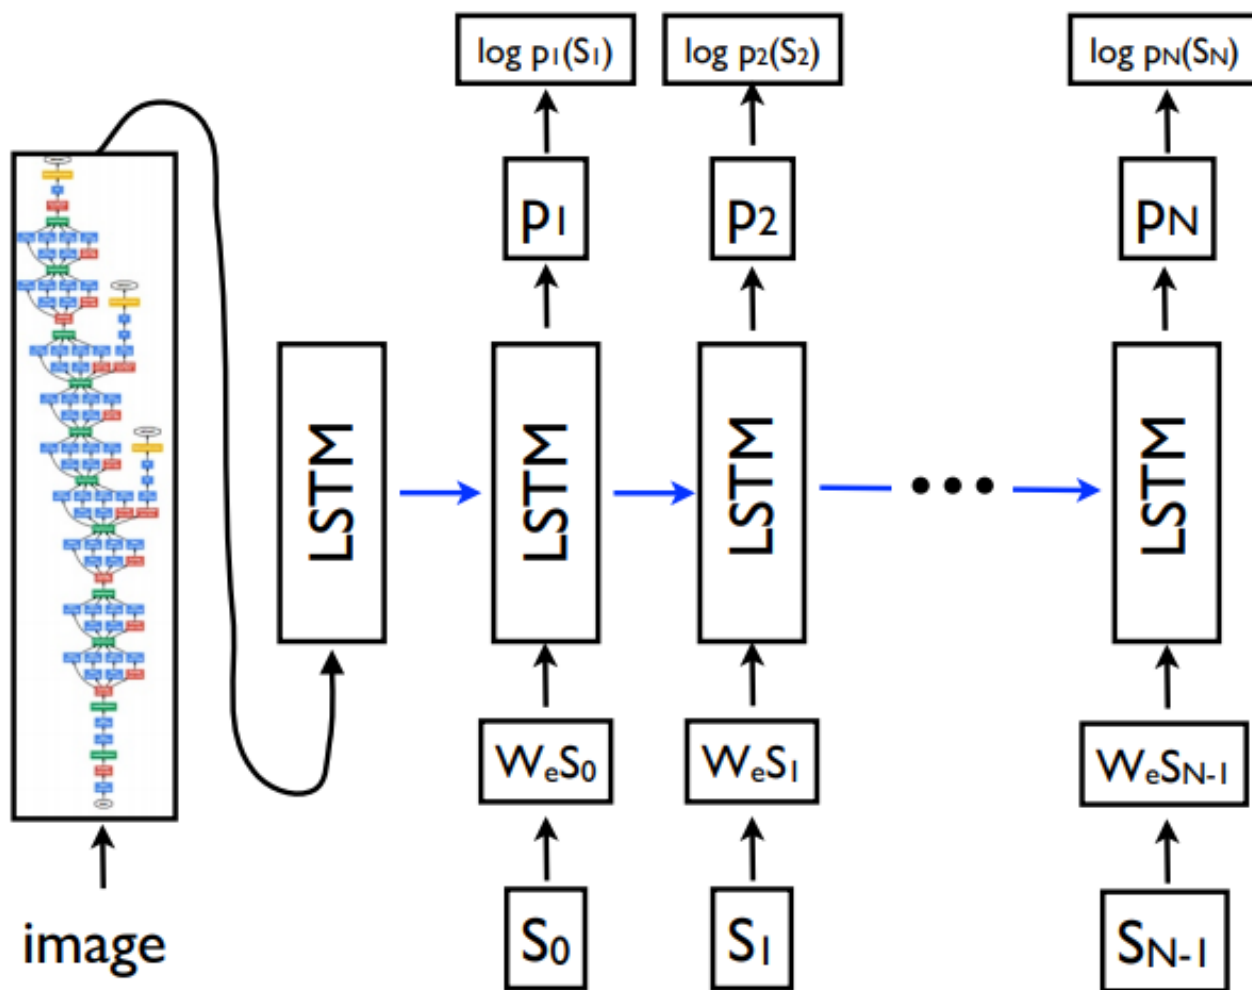 log p₁(S₁)
log p₂(S₂)
log pN(SN)
p₁
p₂
pN
LSTM
LSTM
LSTM
LSTM
WeS₀
WeS₁
WeSN-1
image
S₀
S₁
SN-1